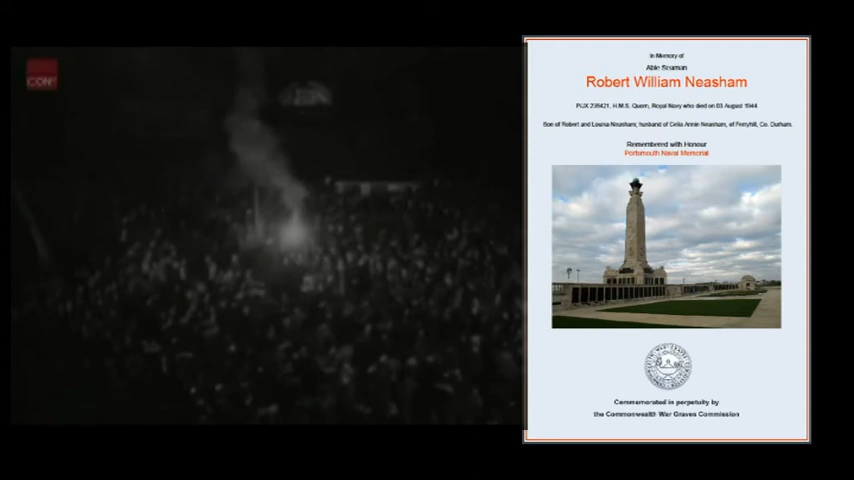 CON
In Memory of
Able Seaman
Robert William Neasham
P/JX 235421, H.M.S. Quorn, Royal Navy who died on 03 August 1944
Son of Robert and Louisa Neasham, husband of Celia Annie Neasham, of Ferryhill, Co. Durham.
Remembered with Honour
Portsmouth Naval Memorial
Commemorated in perpetuity by
the Commonwealth War Graves Commission